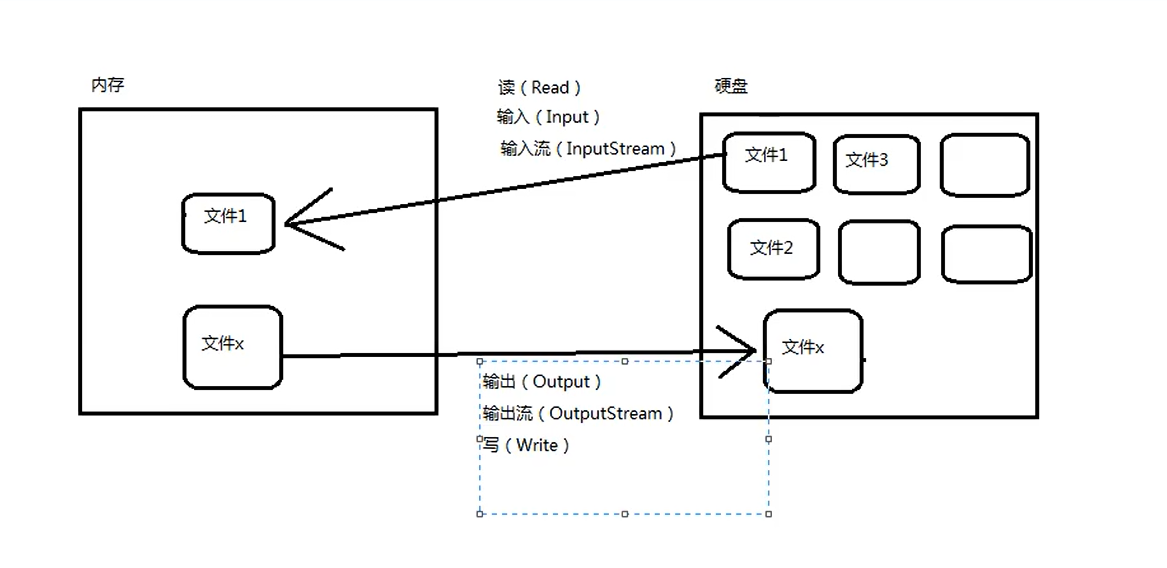 内存
读（Read）
输入（Input）
输入流（InputStream）
硬盘
文件1
文件3
文件1
文件2
文件x
文件x
输出（Output）
输出流（OutputStream）
写（Write）